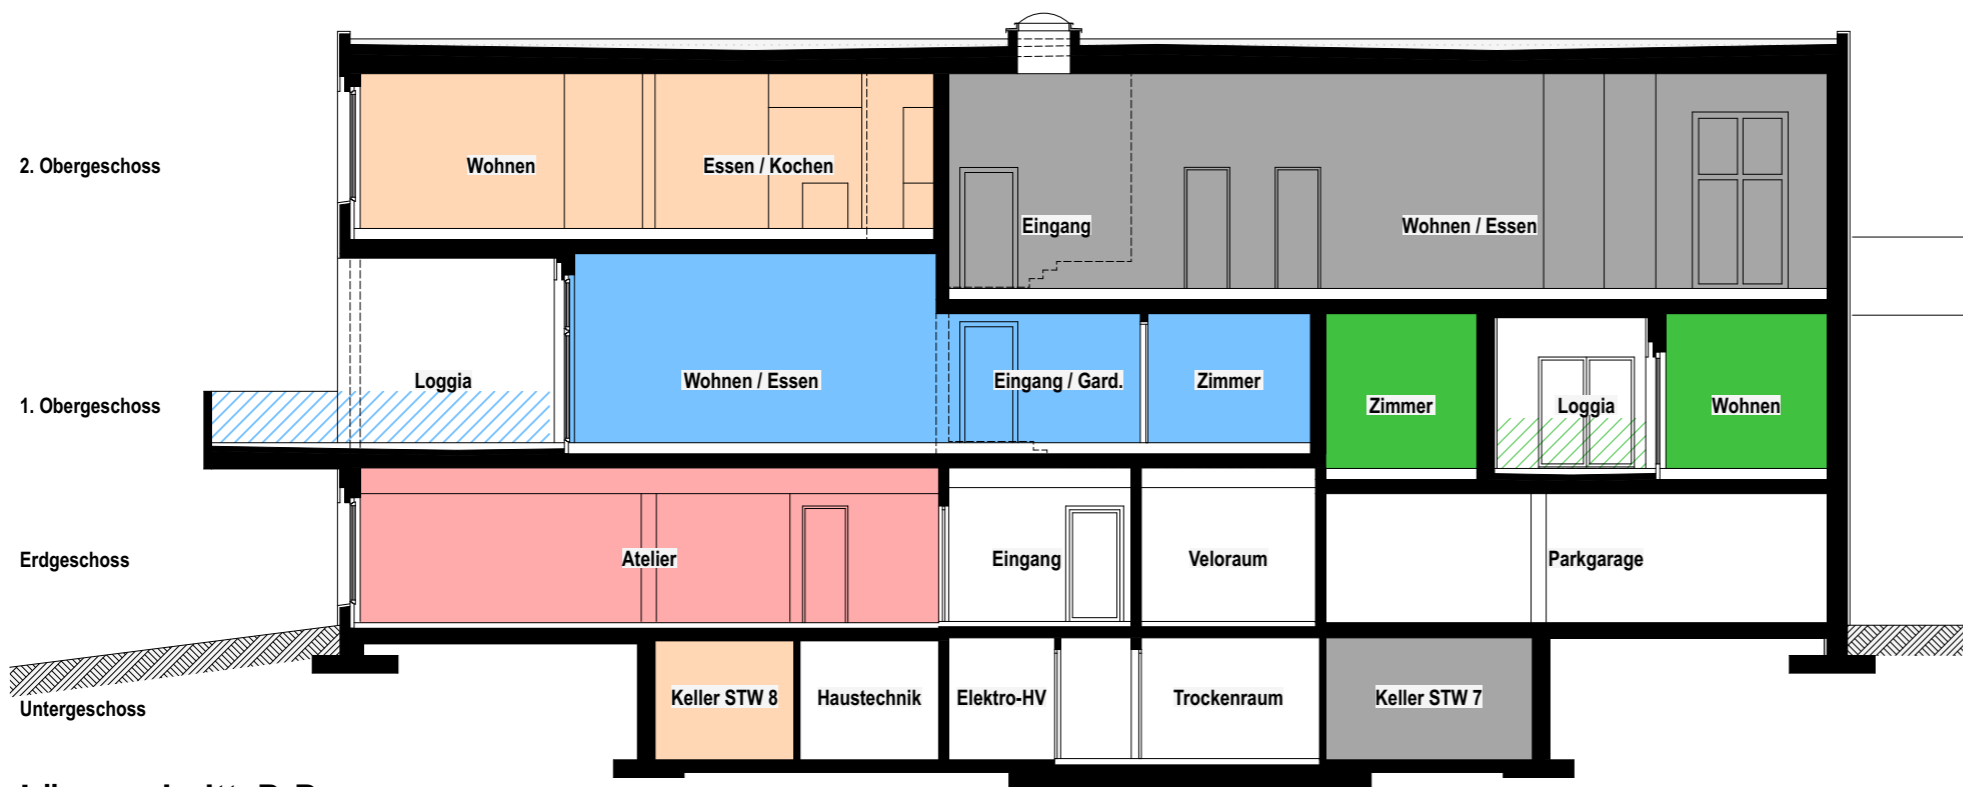 2. Obergeschoss
Wohnen
Essen / Kochen
Eingang
Wohnen / Essen
1. Obergeschoss
Loggia
Wohnen / Essen
Eingang / Gard.
Zimmer
Zimmer
Loggia
Wohnen
Erdgeschoss
Atelier
Eingang
Veloraum
Parkgarage
Untergeschoss
Keller STW 8
Haustechnik
Elektro-HV
Trockenraum
Keller STW 7